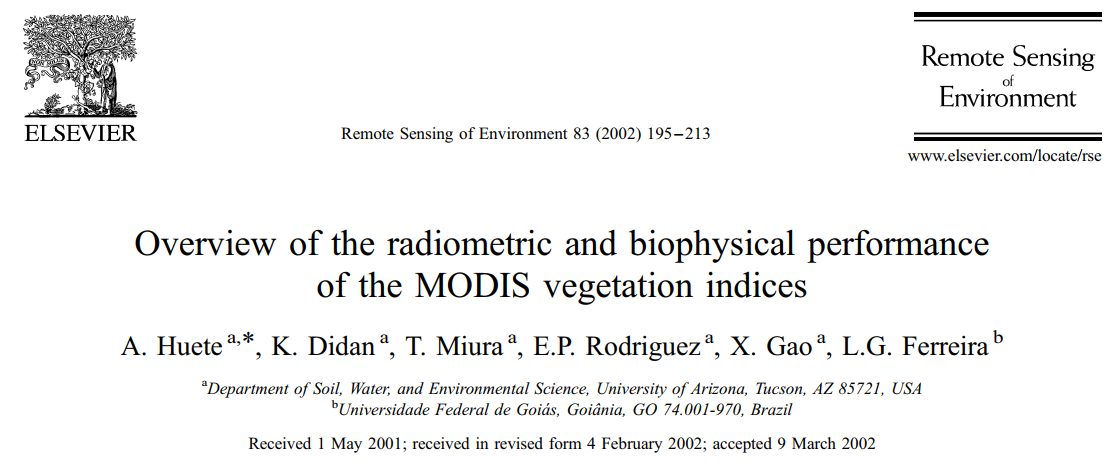 ELSEVIER
Remote Sensing of Environment 83 (2002) 195–213
Remote Sensing
of
Environment
www.elsevier.com/locate/rse
Overview of the radiometric and biophysical performance
of the MODIS vegetation indices
A. Huete a,*, K. Didan a, T. Miura a, E.P. Rodriguez a, X. Gao a, L.G. Ferreira b
a Department of Soil, Water, and Environmental Science, University of Arizona, Tucson, AZ 85721, USA
b Universidade Federal de Goiás, Goiânia, GO 74.001-970, Brazil
Received 1 May 2001; received in revised form 4 February 2002; accepted 9 March 2002